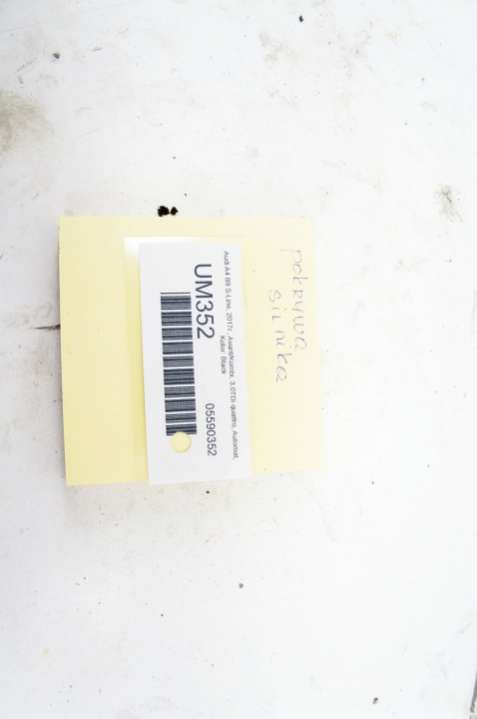 pokrywa
silnika
Audi A4 B9 S-Line, 2017r, Avant/Kombi, 3.0TDI quattro, Automat,
Kolor: Black
UM352
05590352